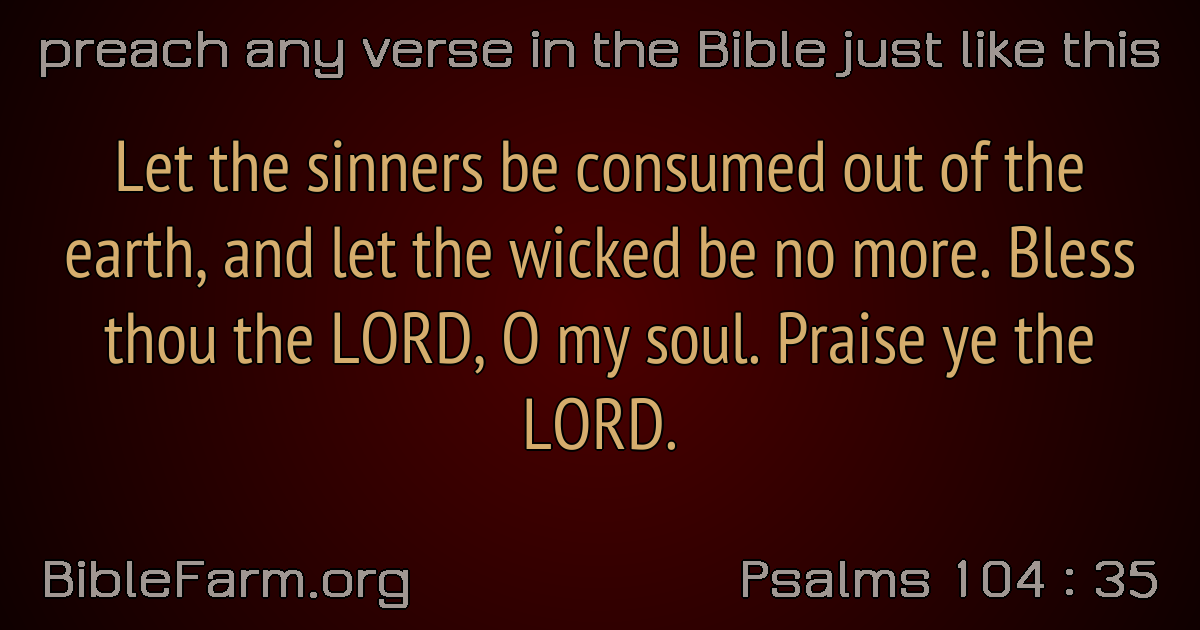 preach any verse in the Bible just like this
Let the sinners be consumed out of the
earth, and let the wicked be no more. Bless
thou the LORD, O my soul. Praise ye the
LORD.
BibleFarm.org
Psalms 104 : 35